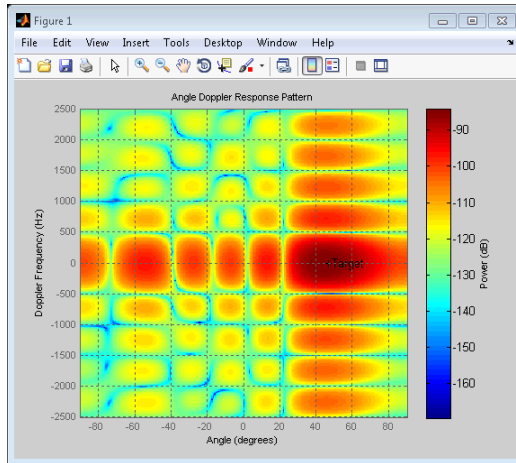 Figure 1
File Edit View Insert Tools Desktop Window Help
Angle Doppler Response Pattern
2500
2000
1500
1000
500
0
-500
-1000
-1500
-2000
-2500
Doppler Frequency (Hz)
+Target
-80 -60 -40 -20 0 20 40 60 80
Angle (degrees)
-90
-100
-110
-120
-130
-140
-150
-160
Power (dB)